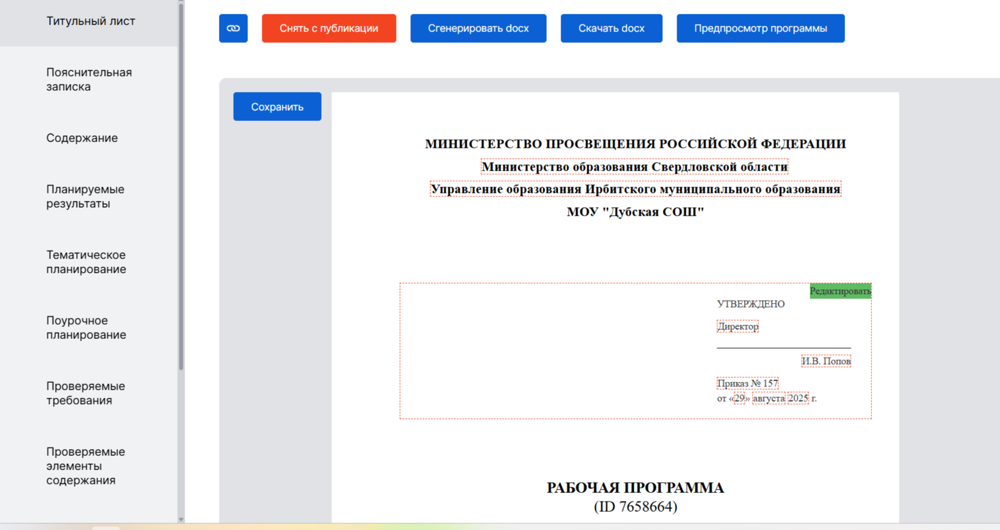 Титульный лист
Пояснительная
записка
Содержание
Планируемые
результаты
Тематическое
планирование
Поурочное
планирование
Проверяемые
требования
Проверяемые
элементы
содержания
Снять с публикации
Сгенерировать docx
Скачать docx
Предпросмотр программы
Сохранить
МИНИСТЕРСТВО ПРОСВЕЩЕНИЯ РОССИЙСКОЙ ФЕДЕРАЦИИ
Министерство образования Свердловской области
Управление образования Ирбитского муниципального образования
МОУ "Дубская СОШ"
Редактировать
УТВЕРЖДЕНО
Директор
И.В. Попов
Приказ № 157
от «29» августа 2025 г.
РАБОЧАЯ ПРОГРАММА
(ID 7658664)